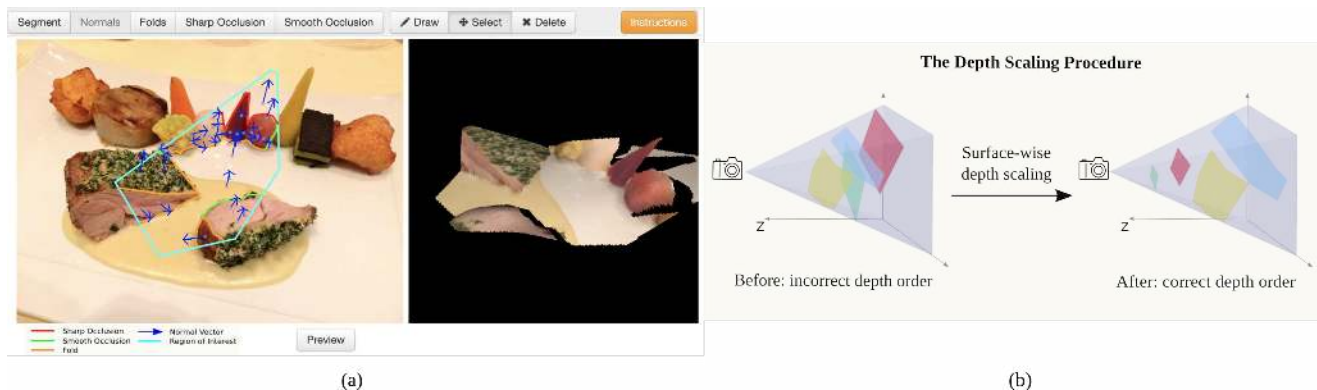 Segment Normals Folds Sharp Occlusion Smooth Occlusion Draw Select Delete Instructions
Sharp Occlusion Normal Vector
Smooth Occlusion Region of Interest
Fold
Preview
(a)
The Depth Scaling Procedure
Surface-wise
depth scaling
Z
Z
Before: incorrect depth order
After: correct depth order
(b)